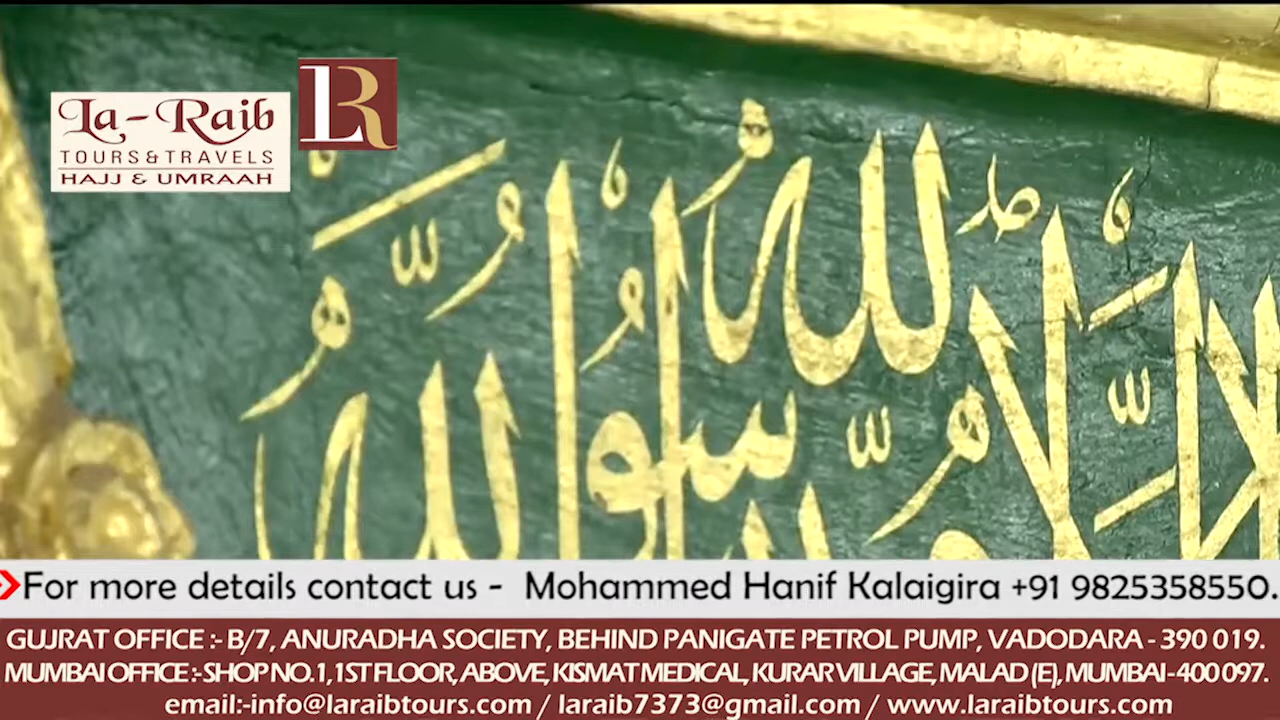 La-Raib
TOURS & TRAVELS
HAJJ & UMRAAH
LR
لا إله إلا الله
رسول الله
For more details contact us - Mohammed Hanif Kalaigira +91 9825358550.
GUJRAT OFFICE :- B/7, ANURADHA SOCIETY, BEHIND PANIGATE PETROL PUMP, VADODARA - 390 019.
MUMBAI OFFICE :- SHOP NO. 1, 1ST FLOOR, ABOVE, KISMAT MEDICAL, KURAR VILLAGE, MALAD (E), MUMBAI - 400 097.
email:-info@laraibtours.com / laraib7373@gmail.com / www.laraibtours.com